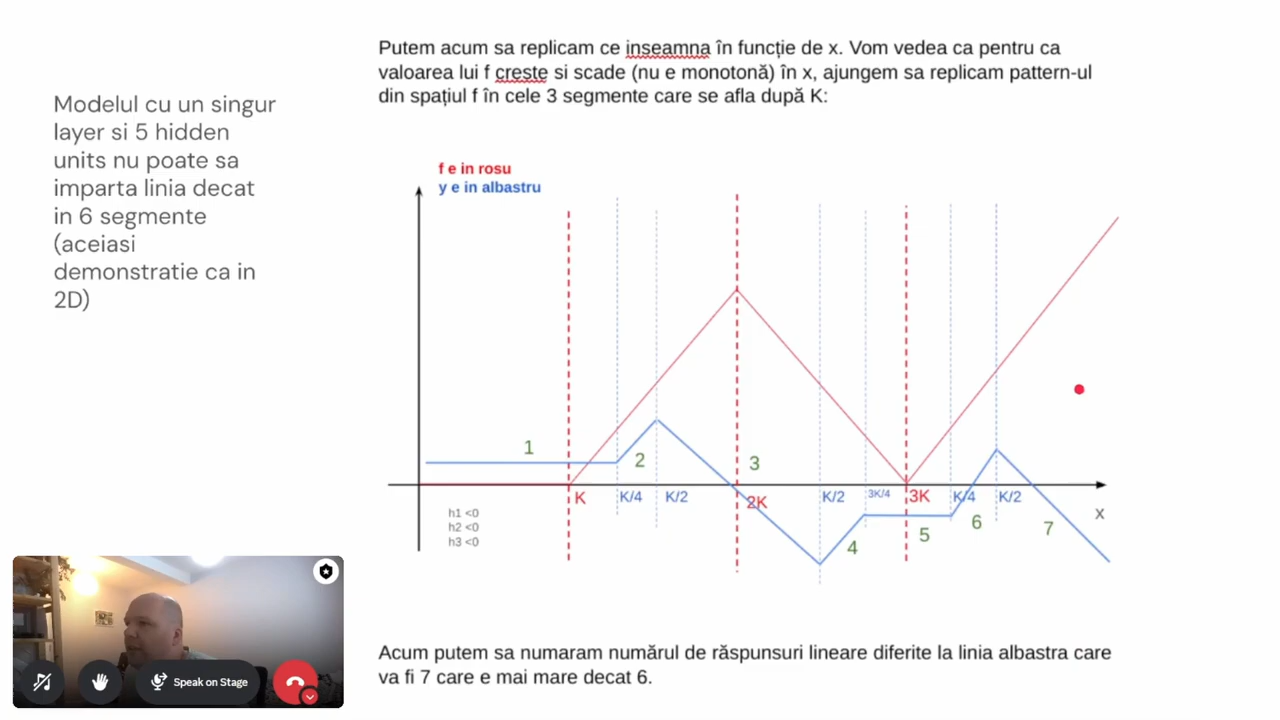 Putem acum sa replicam ce inseamna în funcție de x. Vom vedea ca pentru ca
valoarea lui f creste si scade (nu e monotonă) în x, ajungem sa replicam pattern-ul
din spațiul f în cele 3 segmente care se afla după K:
Modelul cu un singur
layer si 5 hidden
units nu poate sa
imparta linia decat
in 6 segmente
(aceiasi
demonstratie ca in
2D)
f e in rosu
y e in albastru
1
2
3
K
K/4
K/2
2K
K/2
3K/4
3K
K/4
K/2
x
h1 <0
h2 <0
h3 <0
4
5
6
7
Speak on Stage
Acum putem sa numaram numărul de răspunsuri lineare diferite la linia albastra care
va fi 7 care e mai mare decat 6.